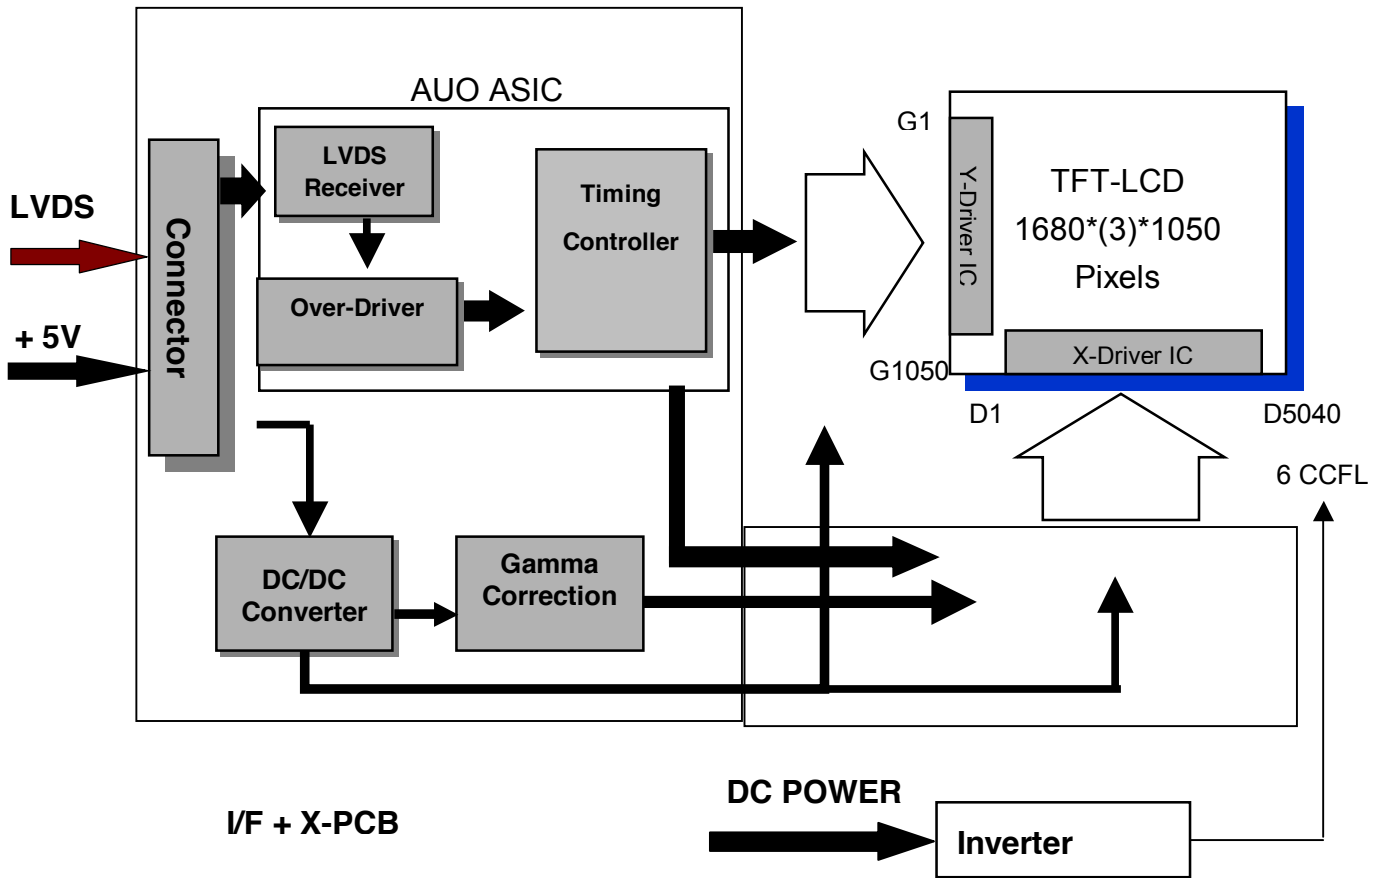 AUO ASIC
LVDS
+ 5V
Connector
LVDS
Receiver
Over-Driver
Timing
Controller
G1
G1050
Y-Driver IC
TFT-LCD
1680*(3)*1050
Pixels
X-Driver IC
D1
D5040
6 CCFL
DC/DC
Converter
Gamma
Correction
I/F + X-PCB
DC POWER
Inverter